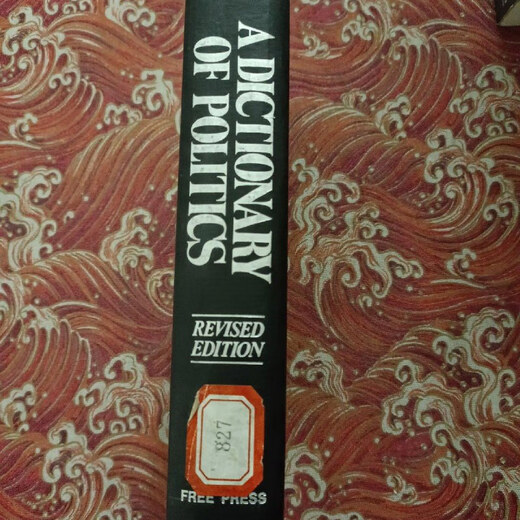 A DICTIONARY
OF POLITICS
REVISED
EDITION
827
FREE PRESS